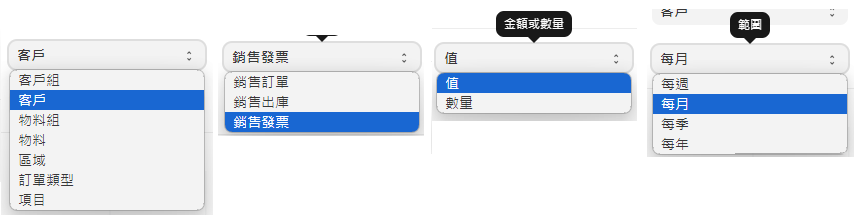 客戶
客戶組
客戶
物料組
物料
區域
訂單類型
項目
銷售發票
銷售訂單
銷售出庫
銷售發票
金額或數量
值
值
數量
客戶
範圍
每月
每週
每月
每季
每年